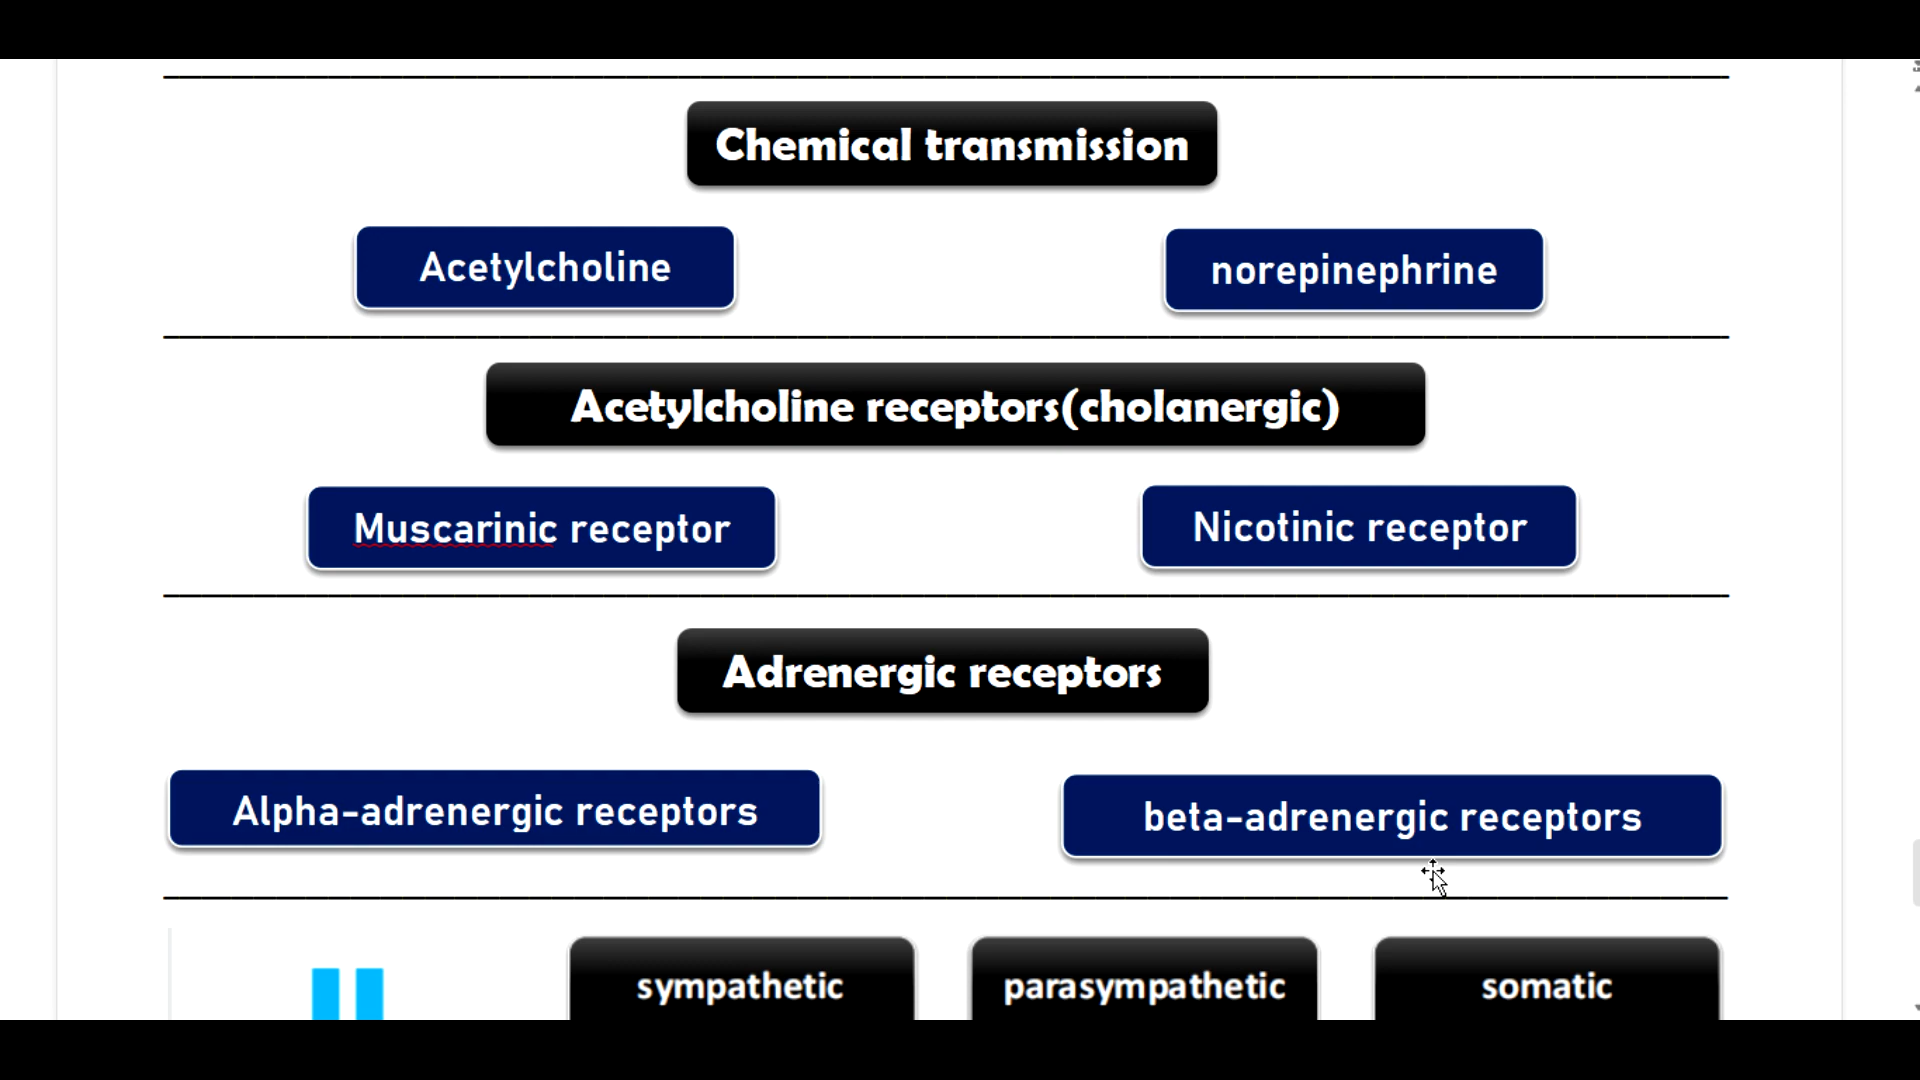 Chemical transmission
Acetylcholine
norepinephrine
Acetylcholine receptors(cholanergic)
Muscarinic receptor
Nicotinic receptor
Adrenergic receptors
Alpha-adrenergic receptors
beta-adrenergic receptors
sympathetic
parasympathetic
somatic